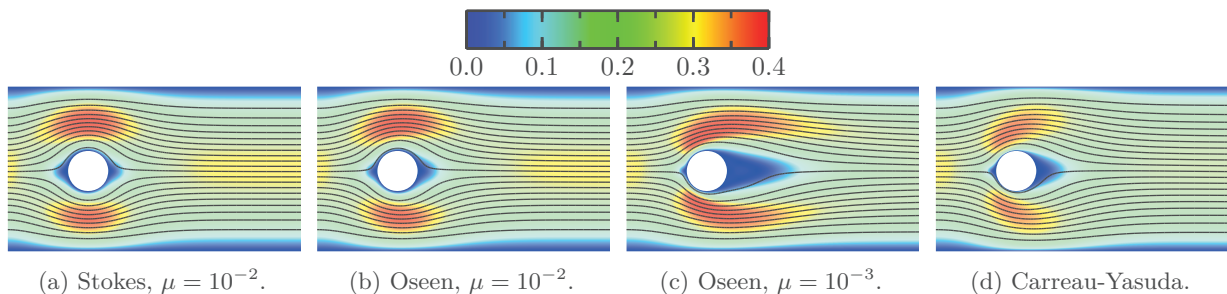 0.0 0.1 0.2 0.3 0.4
(a) Stokes, μ = 10⁻². (b) Oseen, μ = 10⁻². (c) Oseen, μ = 10⁻³. (d) Carreau-Yasuda.